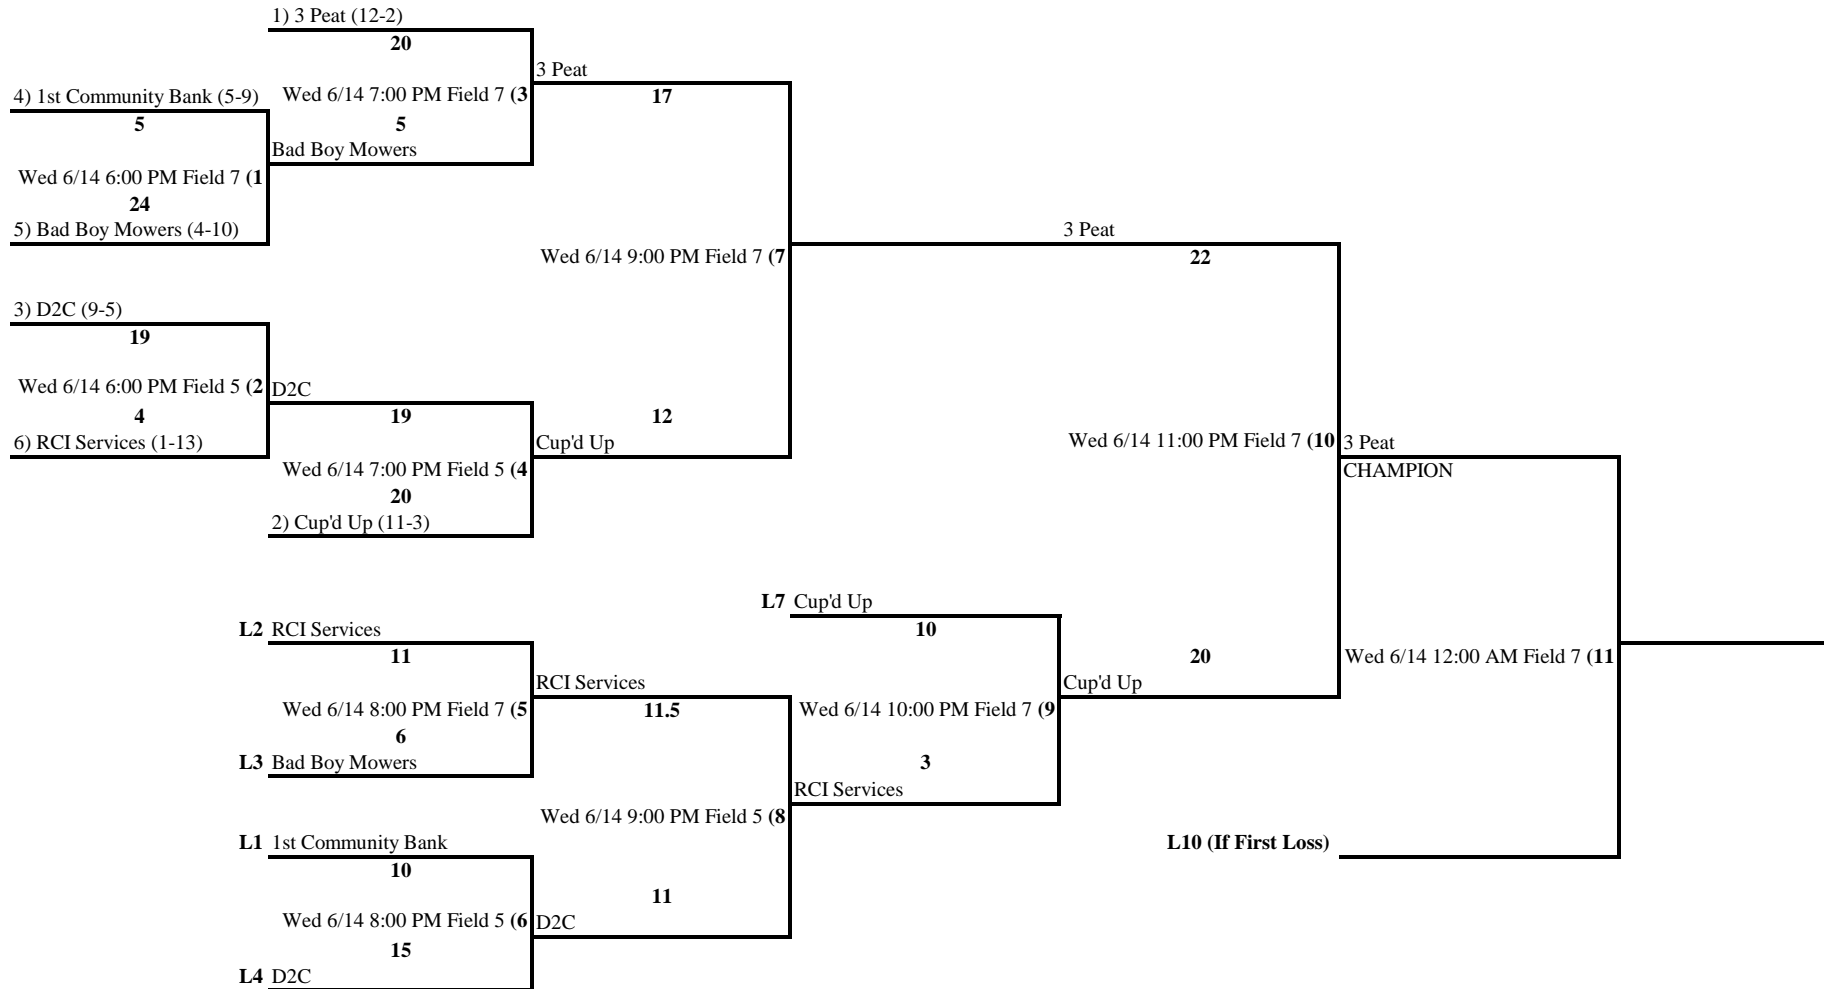 1) 3 Peat (12-2)
20
3 Peat
4) 1st Community Bank (5-9)
Wed 6/14 7:00 PM Field 7 (3
17
5
5
Bad Boy Mowers
Wed 6/14 6:00 PM Field 7 (1
24
5) Bad Boy Mowers (4-10)
3 Peat
Wed 6/14 9:00 PM Field 7 (7
22
3) D2C (9-5)
19
Wed 6/14 6:00 PM Field 5 (2
D2C
4
19
12
6) RCI Services (1-13)
Cup'd Up
Wed 6/14 11:00 PM Field 7 (10
3 Peat
Wed 6/14 7:00 PM Field 5 (4
CHAMPION
20
2) Cup'd Up (11-3)
L7 Cup'd Up
L2 RCI Services
10
11
20
Wed 6/14 12:00 AM Field 7 (11
RCI Services
Cup'd Up
Wed 6/14 8:00 PM Field 7 (5
11.5
Wed 6/14 10:00 PM Field 7 (9
6
L3 Bad Boy Mowers
3
RCI Services
Wed 6/14 9:00 PM Field 5 (8
L1 1st Community Bank
L10 (If First Loss)
10
11
Wed 6/14 8:00 PM Field 5 (6
D2C
15
L4 D2C